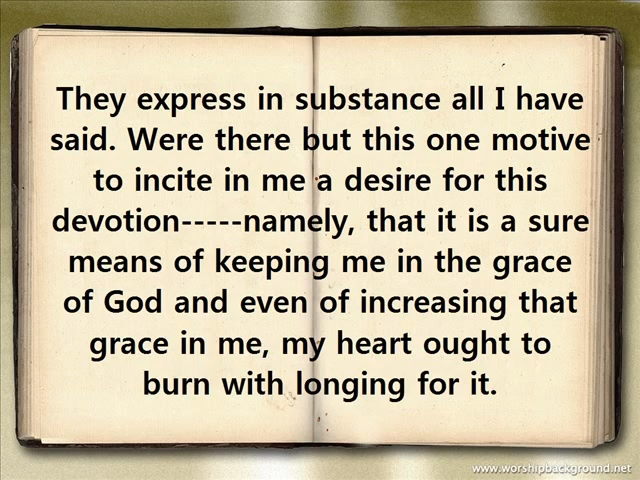 They express in substance all I have
said. Were there but this one motive
to incite in me a desire for this
devotion-----namely, that it is a sure
means of keeping me in the grace
of God and even of increasing that
grace in me, my heart ought to
burn with longing for it.
www.worshipbackground.net